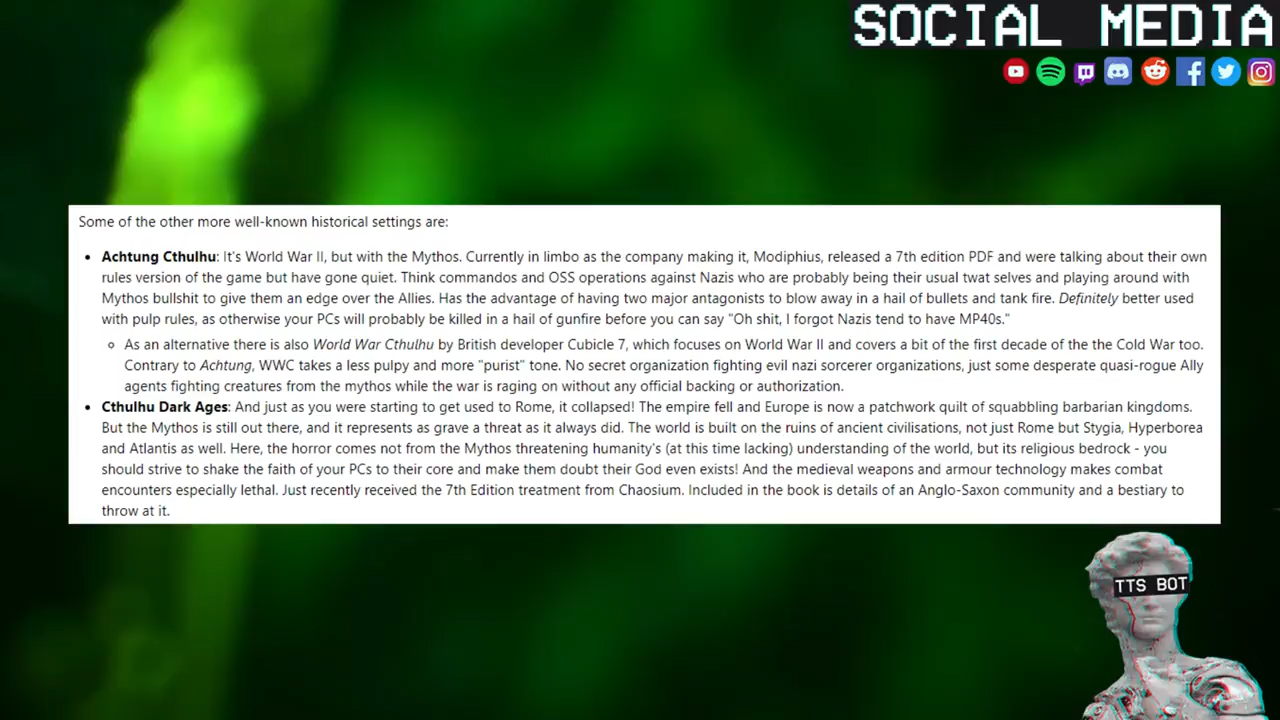 SOCIAL MEDIA
Some of the other more well-known historical settings are:
Achtung Cthulhu: It's World War II, but with the Mythos. Currently in limbo as the company making it, Modiphius, released a 7th edition PDF and were talking about their own
rules version of the game but have gone quiet. Think commandos and OSS operations against Nazis who are probably being their usual twat selves and playing around with
Mythos bullshit to give them an edge over the Allies. Has the advantage of having two major antagonists to blow away in a hail of bullets and tank fire. Definitely better used
with pulp rules, as otherwise your PCs will probably be killed in a hail of gunfire before you can say "Oh shit, I forgot Nazis tend to have MP40s."
As an alternative there is also World War Cthulhu by British developer Cubicle 7, which focuses on World War II and covers a bit of the first decade of the the Cold War too.
Contrary to Achtung, WWC takes a less pulpy and more "purist" tone. No secret organization fighting evil nazi sorcerer organizations, just some desperate quasi-rogue Ally
agents fighting creatures from the mythos while the war is raging on without any official backing or authorization.
Cthulhu Dark Ages: And just as you were starting to get used to Rome, it collapsed! The empire fell and Europe is now a patchwork quilt of squabbling barbarian kingdoms.
But the Mythos is still out there, and it represents as grave a threat as it always did. The world is built on the ruins of ancient civilisations, not just Rome but Stygia, Hyperborea
and Atlantis as well. Here, the horror comes not from the Mythos threatening humanity's (at this time lacking) understanding of the world, but its religious bedrock - you
should strive to shake the faith of your PCs to their core and make them doubt their God even exists! And the medieval weapons and armour technology makes combat
encounters especially lethal. Just recently received the 7th Edition treatment from Chaosium. Included in the book is details of an Anglo-Saxon community and a bestiary to
throw at it.
TTS BOT